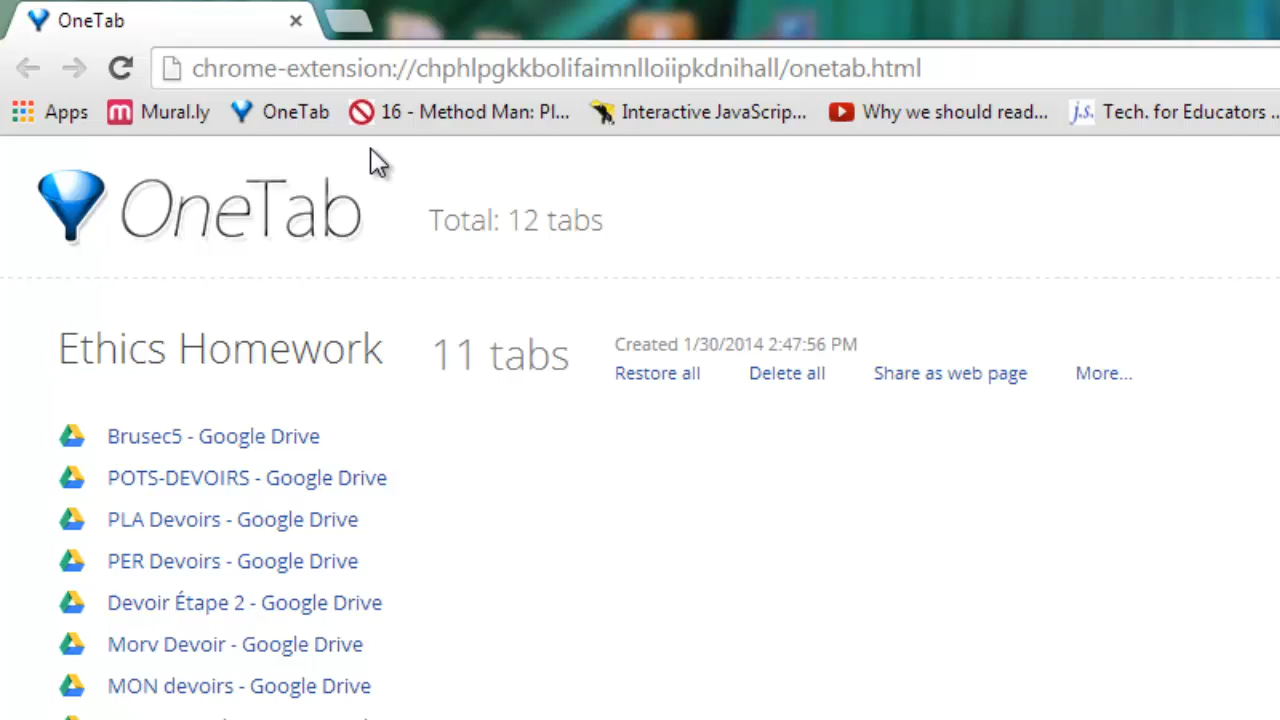 OneTab
chrome-extension://chphlpgkkbolifaimnlloiipkdnihall/onetab.html
Apps Mural.ly OneTab 16 - Method Man: Pl... Interactive JavaScrip... Why we should read... j.s. Tech. for Educators ..
OneTab Total: 12 tabs
Ethics Homework 11 tabs
Created 1/30/2014 2:47:56 PM
Restore all Delete all Share as web page More...
Brusec5 - Google Drive
POTS-DEVOIRS - Google Drive
PLA Devoirs - Google Drive
PER Devoirs - Google Drive
Devoir Étape 2 - Google Drive
Morv Devoir - Google Drive
MON devoirs - Google Drive